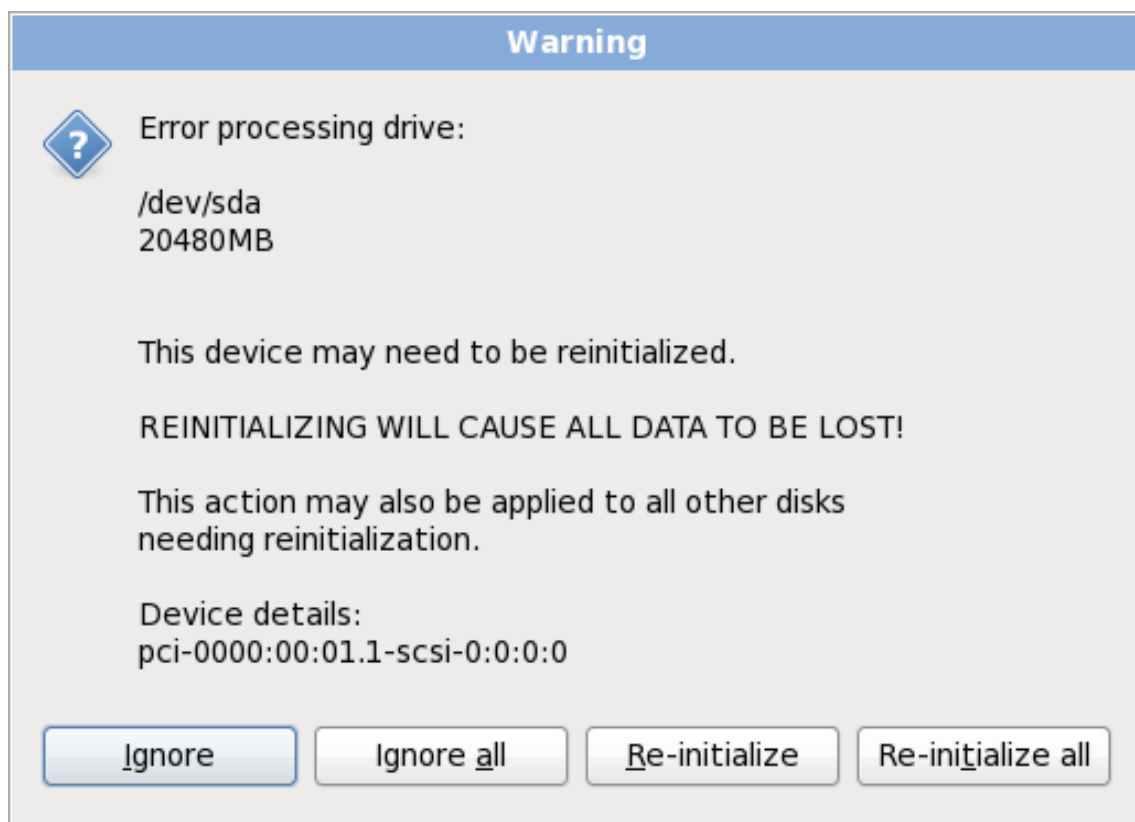 Warning
Error processing drive:
/dev/sda
20480MB
This device may need to be reinitialized.
REINITIALIZING WILL CAUSE ALL DATA TO BE LOST!
This action may also be applied to all other disks
needing reinitialization.
Device details:
pci-0000:00:01.1-scsi-0:0:0:0
Ignore Ignore all Re-initialize Re-initialize all